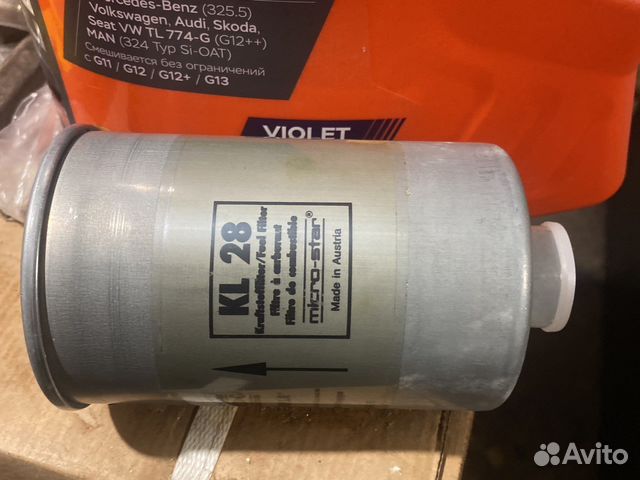 Mercedes-Benz (325.5)
Volkswagen, Audi, Skoda,
Seat VW TL 774-G (G12++)
MAN (324 Typ Si-OAT)
Смешивается без ограничений
с G11 / G12 / G12+ / G13
VIOLET
KL 28
Kraftstoffilter/Fuel Filter
Filtre à carburant
Filtro de combustible
micro-star®
Made in Austria
Avito